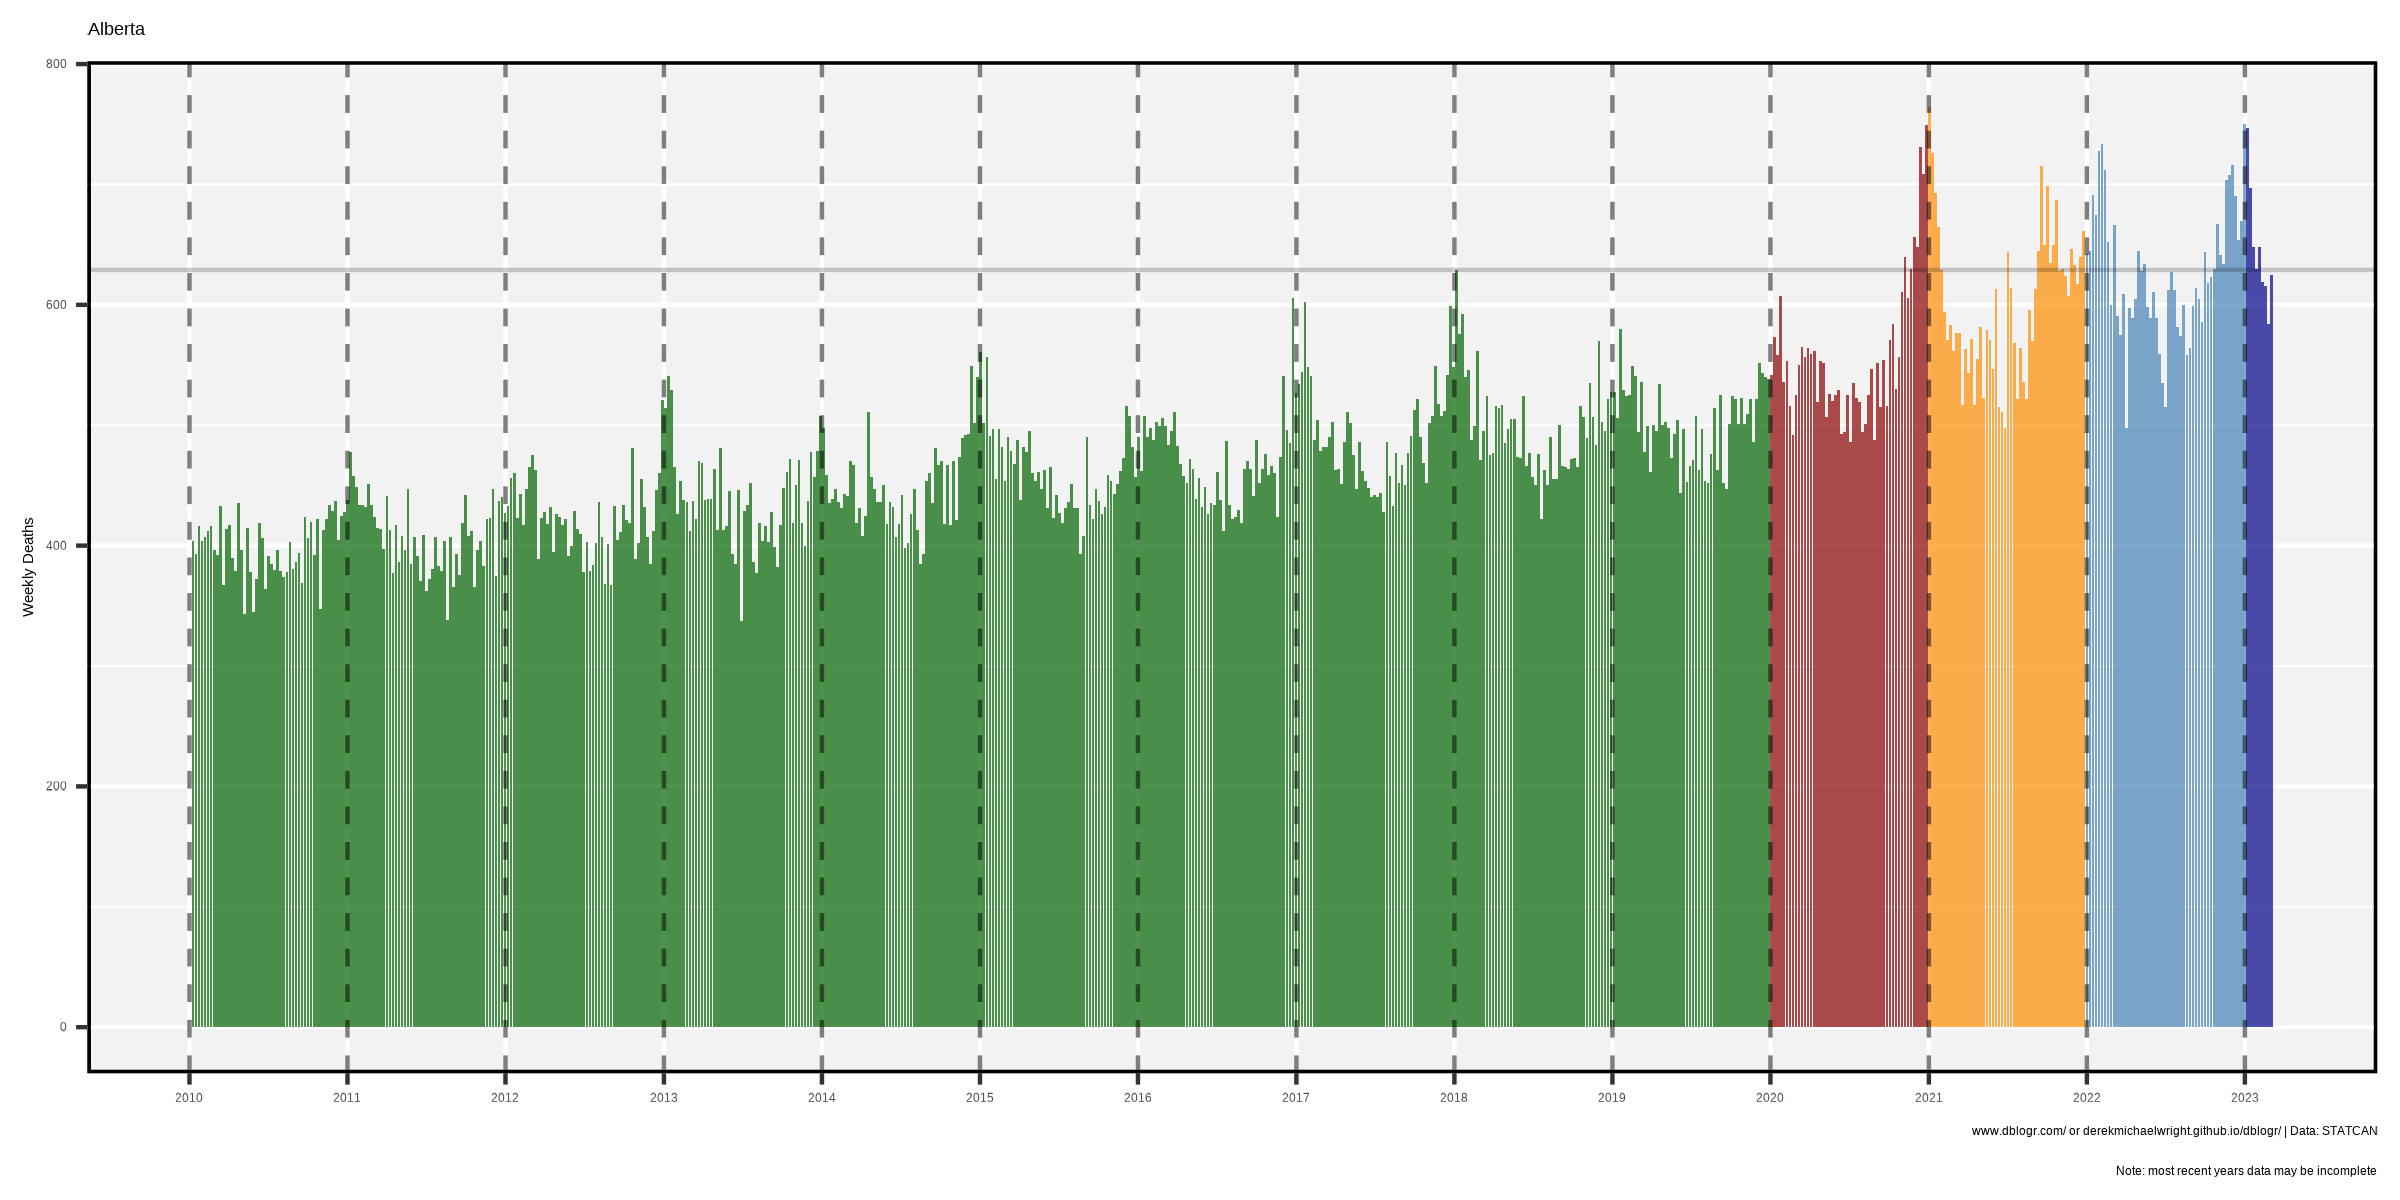 Alberta
800
600
400
200
0
Weekly Deaths
2010 2011 2012 2013 2014 2015 2016 2017 2018 2019 2020 2021 2022 2023
www.dblogr.com/ or derekmichaelwright.github.io/dblogr/ | Data: STATCAN
Note: most recent years data may be incomplete